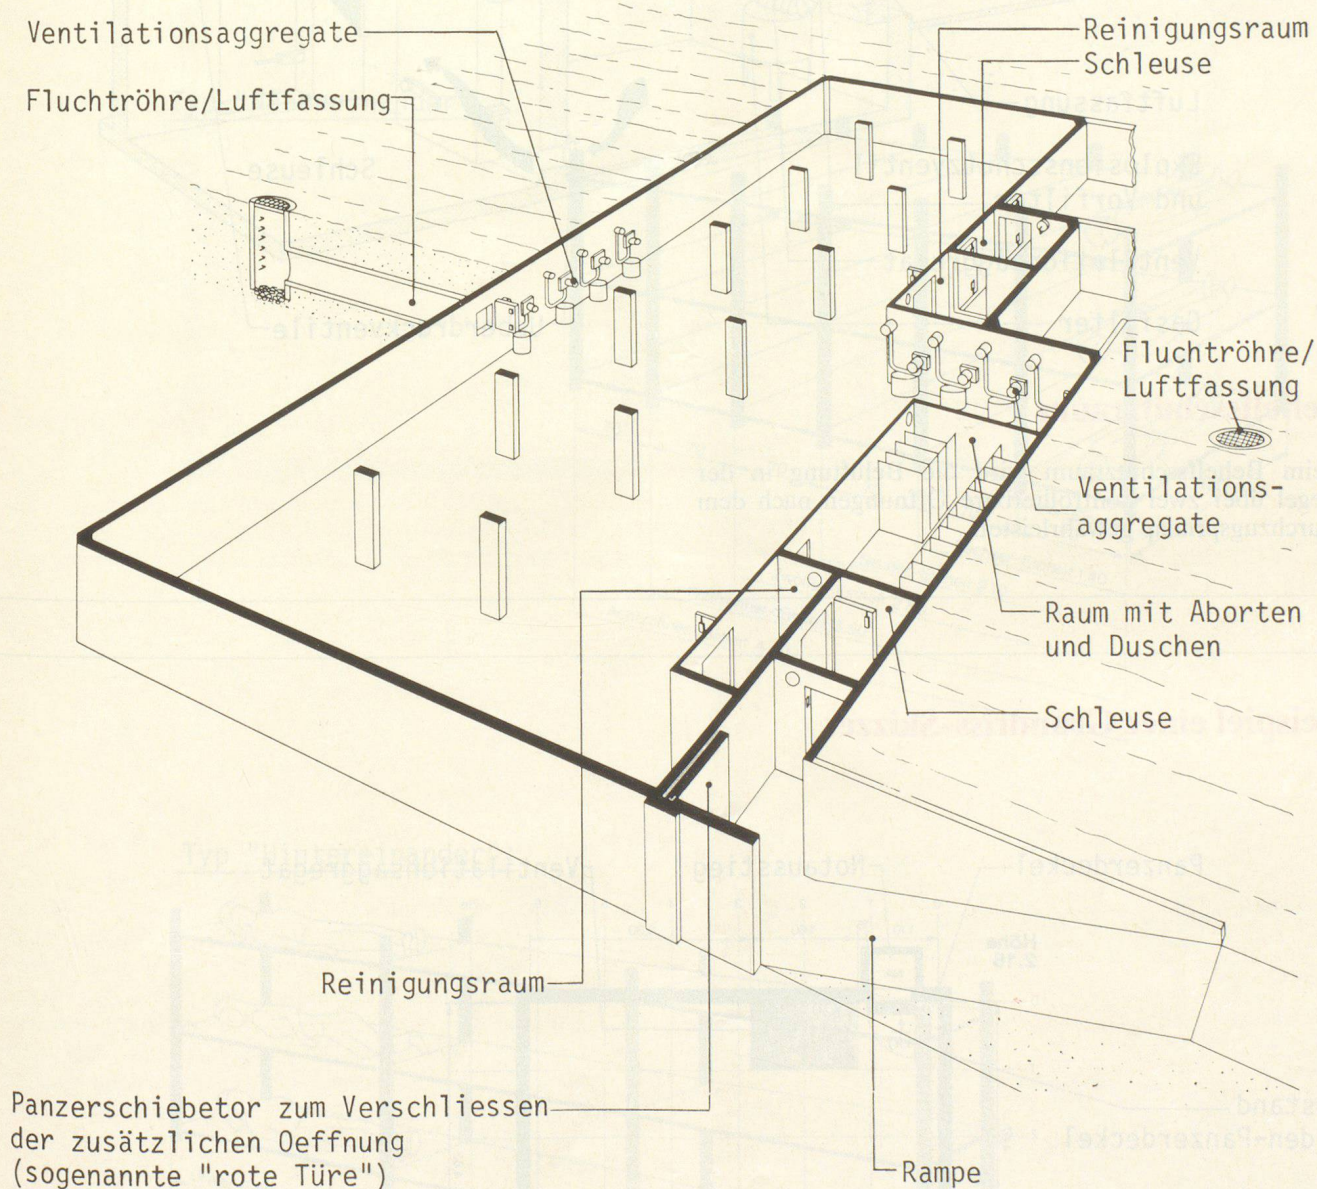 Ventilationsaggregate
Fluchtröhre/Luftfassung
Reinigungsraum
Schleuse
Fluchtröhre/
Luftfassung
Ventilations-
aggregate
Raum mit Aborten
und Duschen
Schleuse
Reinigungsraum
Panzerschiebetor zum Verschliessen
der zusätzlichen Oeffnung
(sogenannte "rote Türe")
Rampe